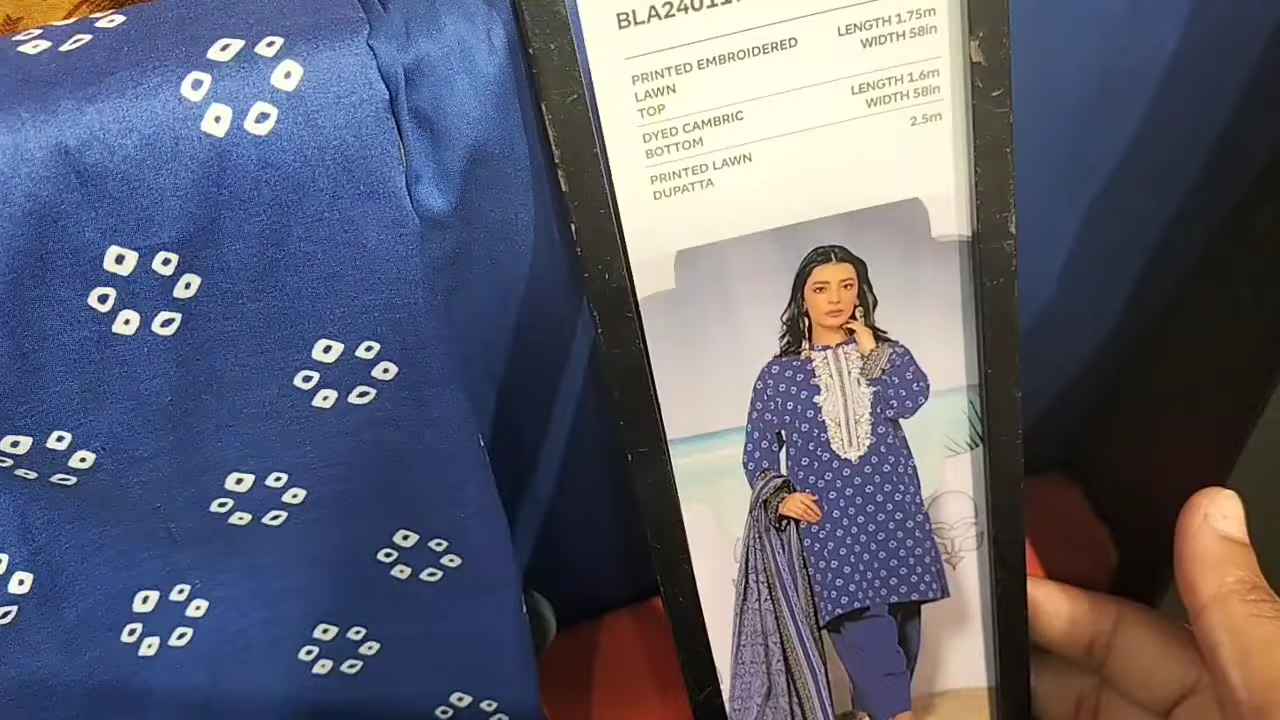 PRINTED EMBROIDERED LENGTH 1.75m
LAWN WIDTH 58in
TOP
DYED CAMBRIC LENGTH 1.6m
BOTTOM WIDTH 58in
PRINTED LAWN 2.5m
DUPATTA